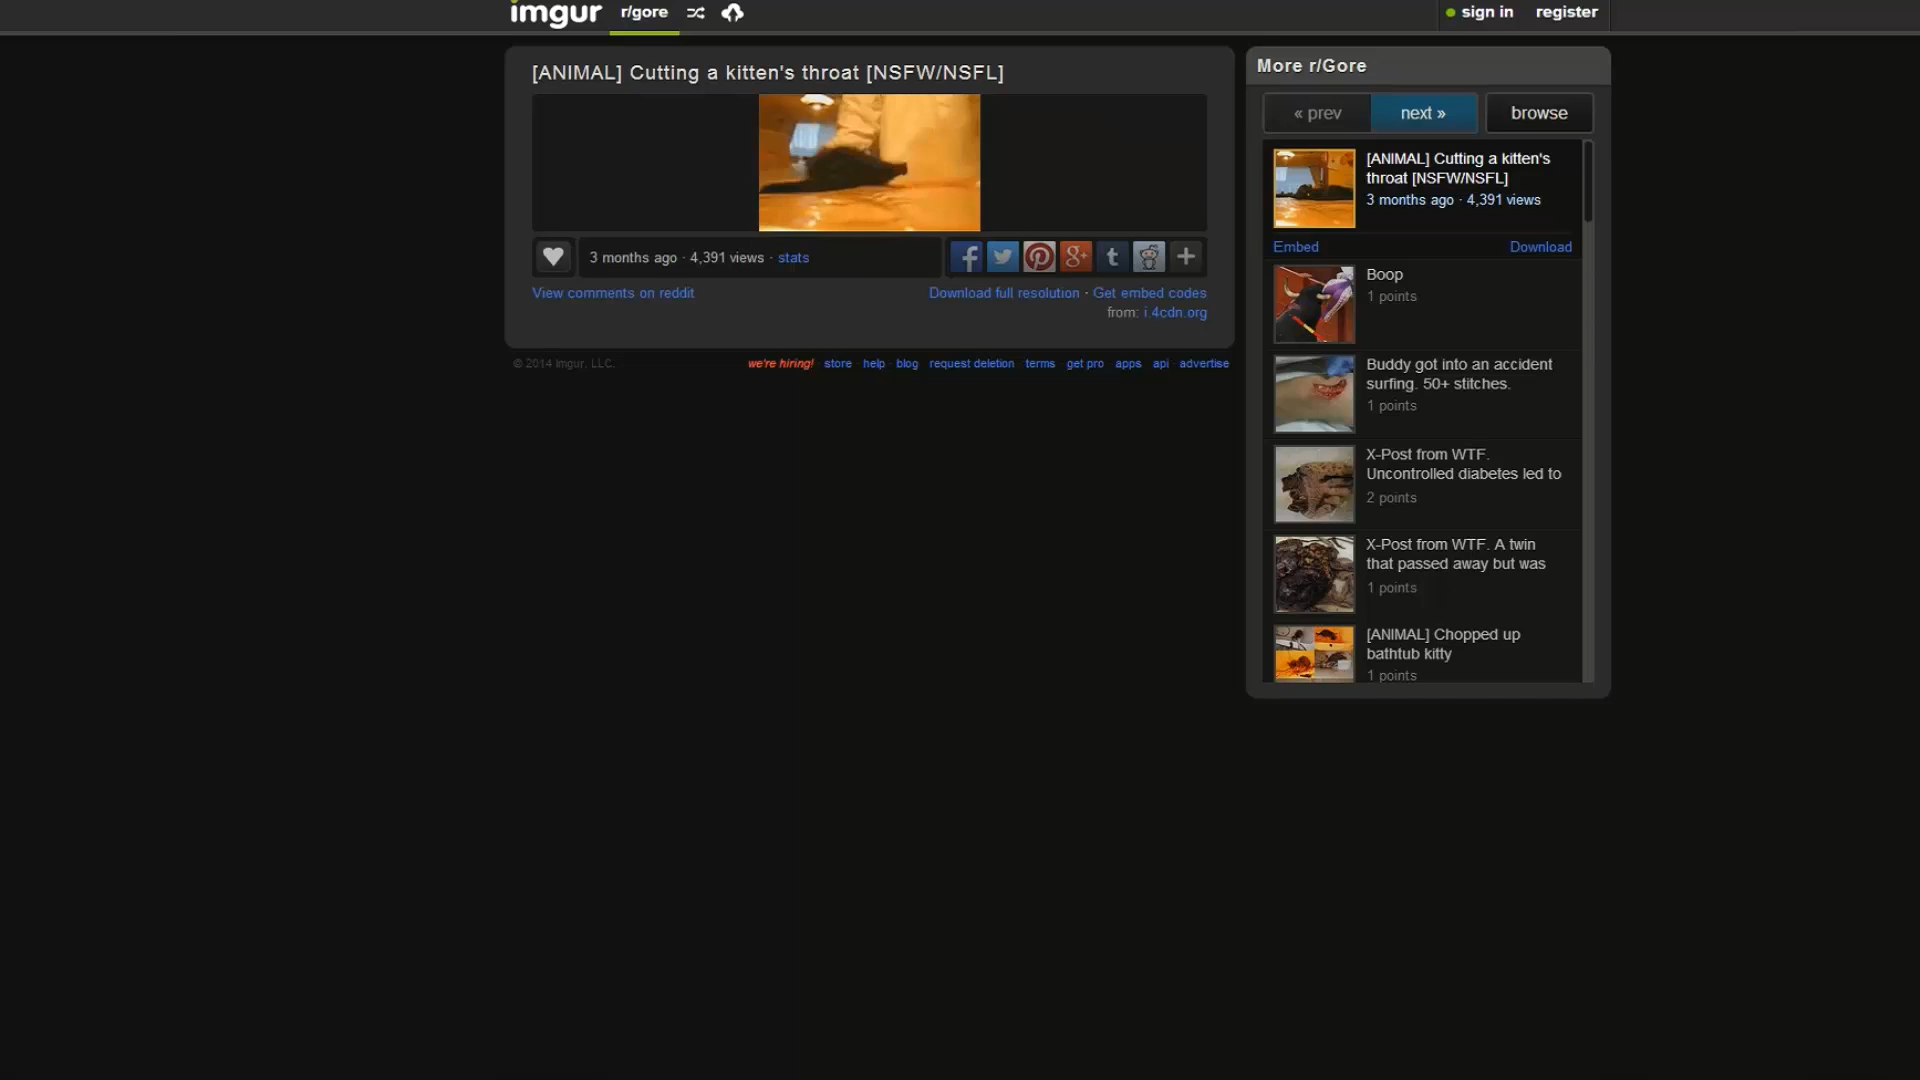 imgur
r/gore
sign in
register
[ANIMAL] Cutting a kitten's throat [NSFW/NSFL]
3 months ago · 4,391 views · stats
View comments on reddit
Download full resolution · Get embed codes
from: i.4cdn.org
© 2014 Imgur, LLC.
we're hiring! store help blog request deletion terms get pro apps api advertise
More r/Gore
« prev
next »
browse
[ANIMAL] Cutting a kitten's
throat [NSFW/NSFL]
3 months ago · 4,391 views
Embed
Download
Boop
1 points
Buddy got into an accident
surfing. 50+ stitches.
1 points
X-Post from WTF.
Uncontrolled diabetes led to
2 points
X-Post from WTF. A twin
that passed away but was
1 points
[ANIMAL] Chopped up
bathtub kitty
1 points